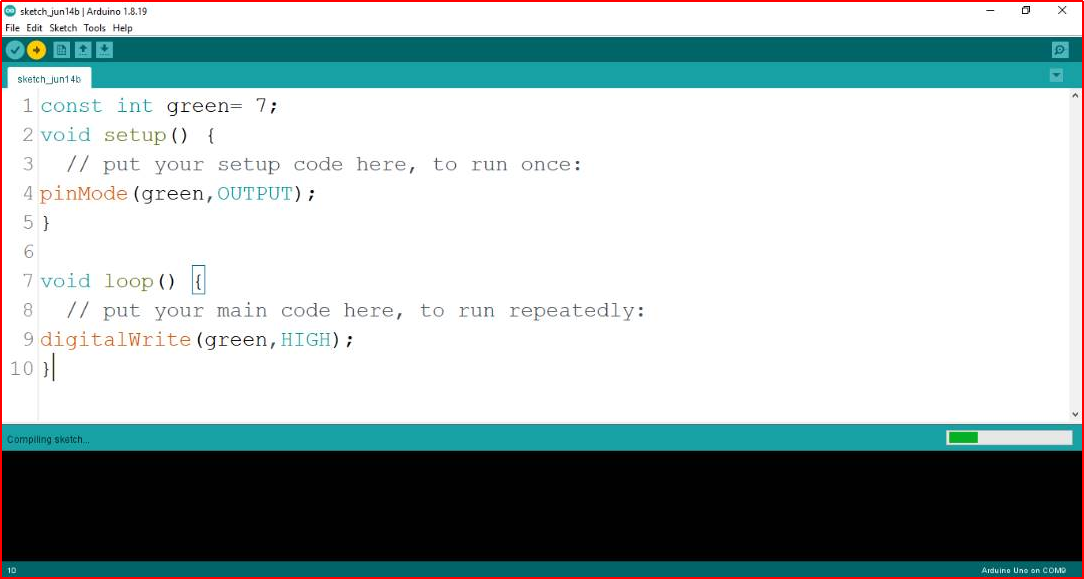 sketch_jun14b | Arduino 1.8.19
File Edit Sketch Tools Help
sketch_jun14b
1 const int green= 7;
2 void setup() {
3   // put your setup code here, to run once:
4 pinMode(green,OUTPUT);
5 }
6
7 void loop() {
8   // put your main code here, to run repeatedly:
9 digitalWrite(green,HIGH);
10 }
Compiling sketch...
10 Arduino Uno on COM9